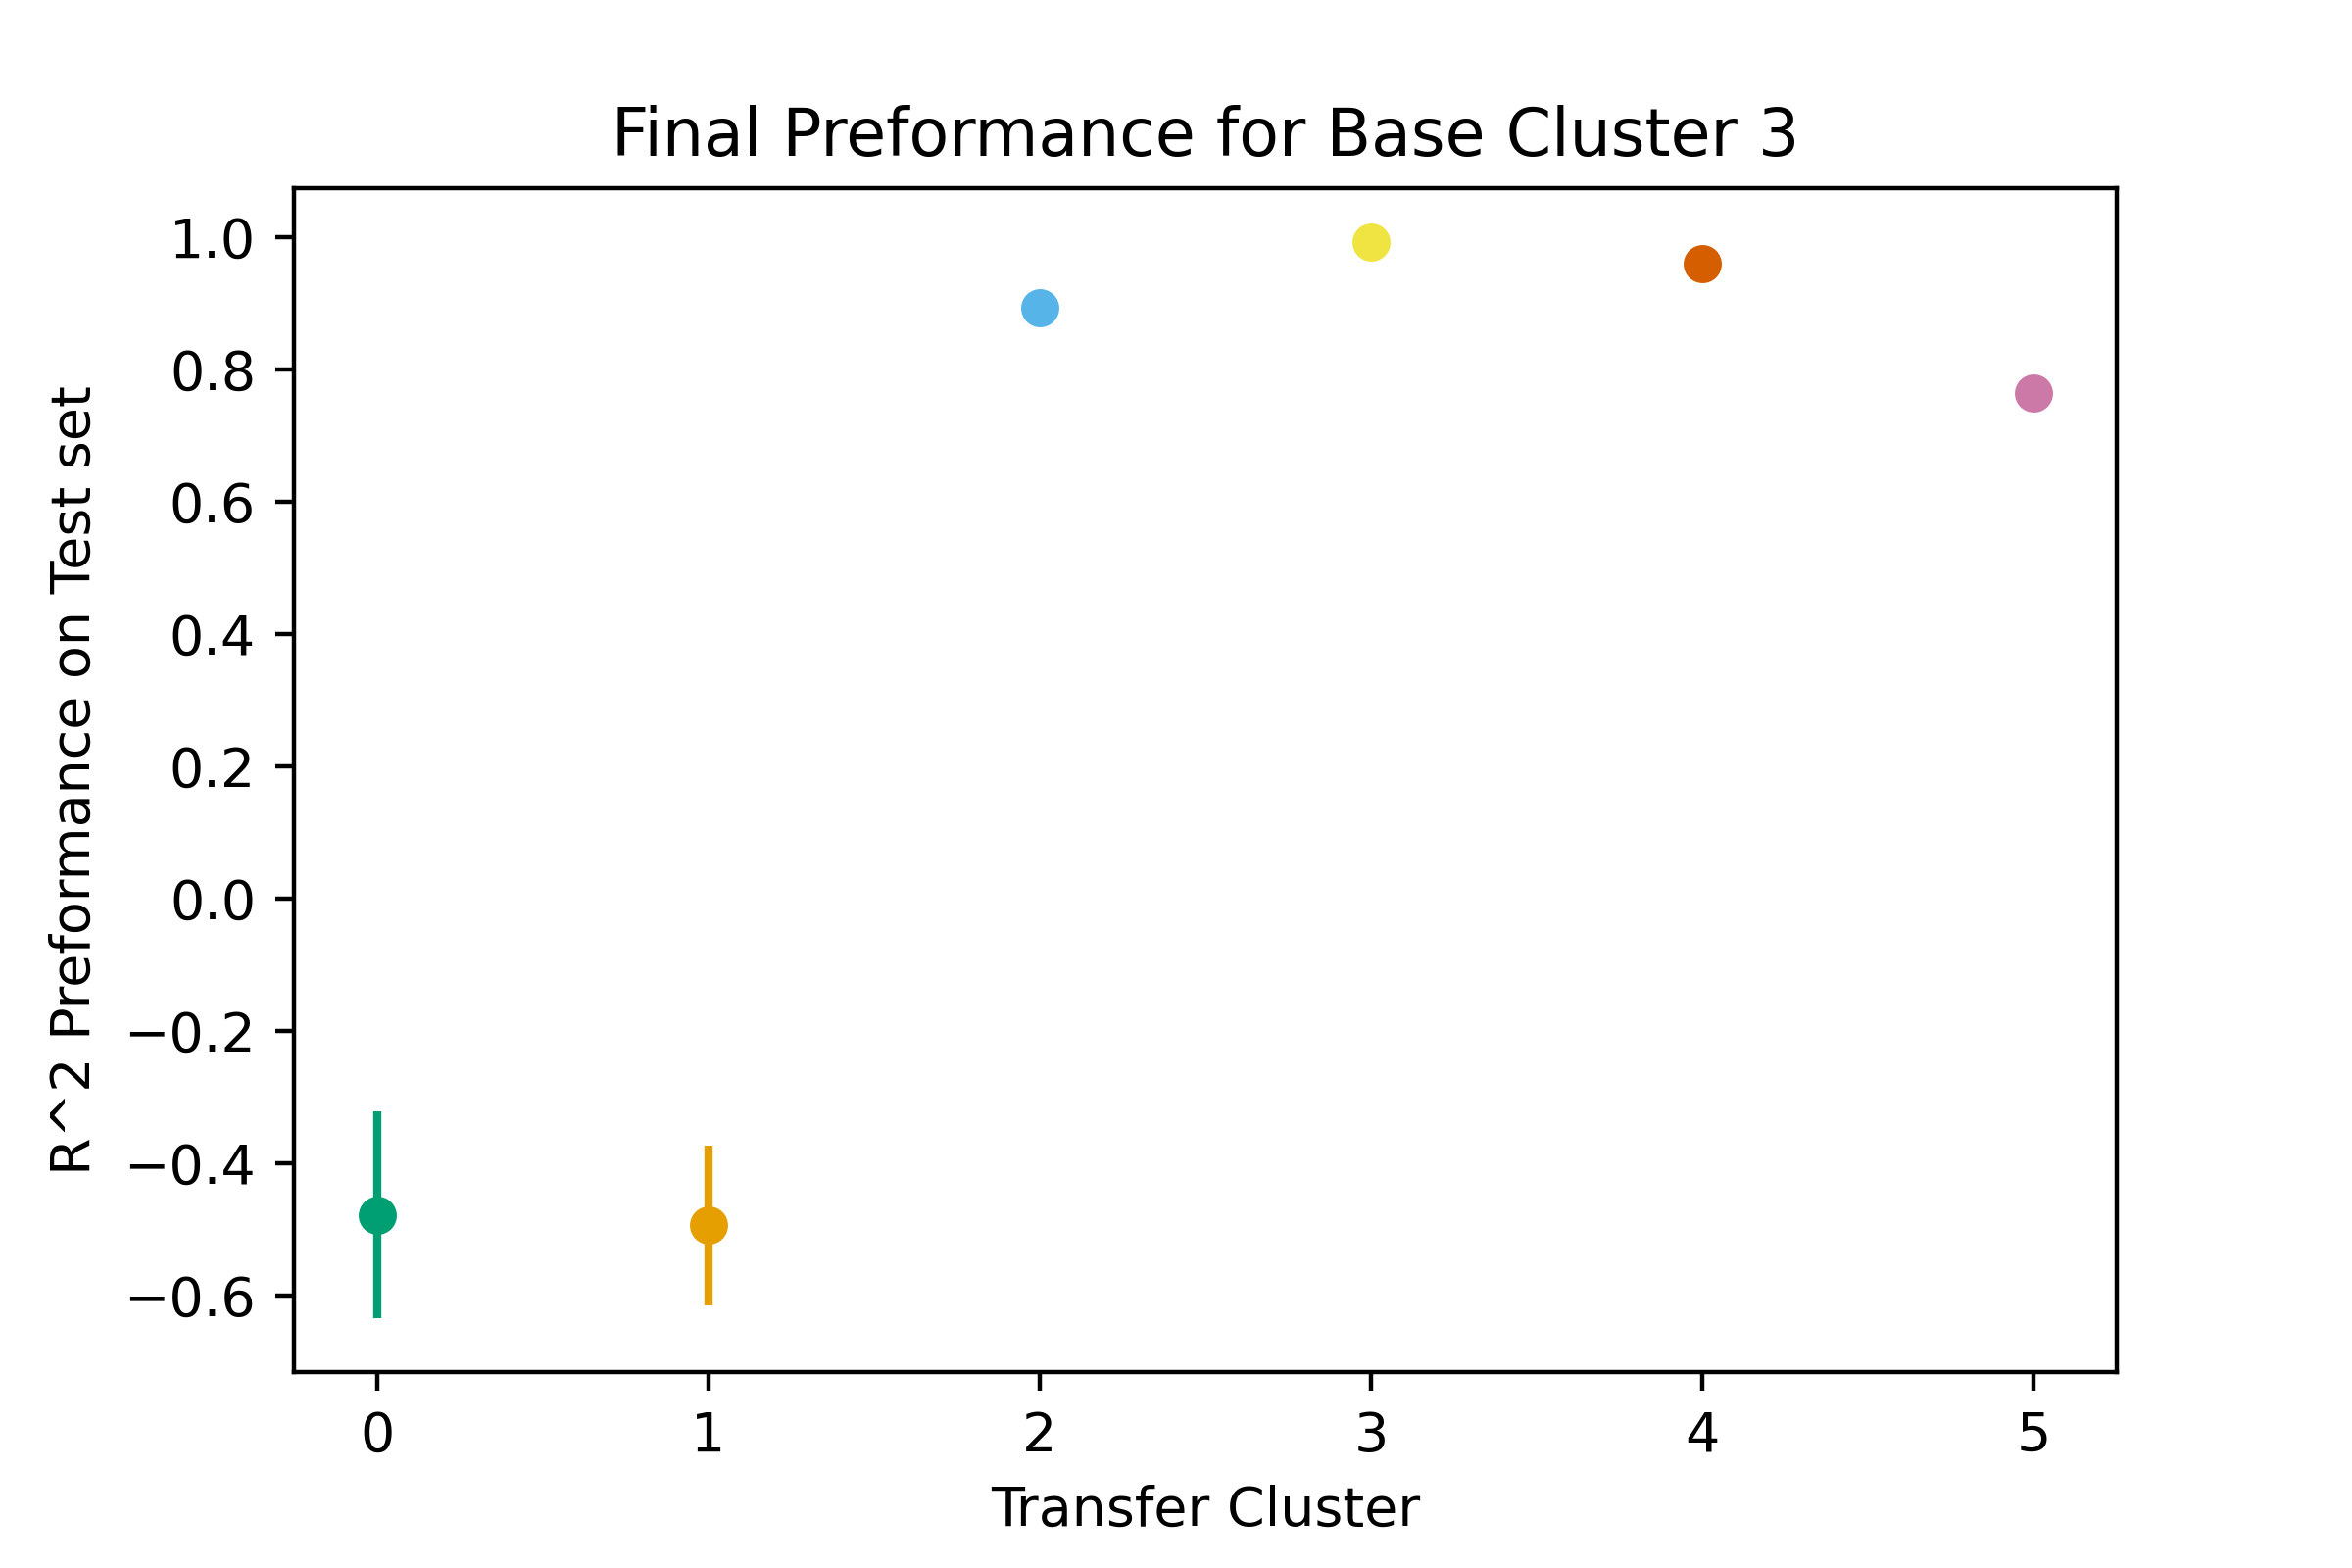 Final Preformance for Base Cluster 3
R^2 Preformance on Test set
1.0
0.8
0.6
0.4
0.2
0.0
−0.2
−0.4
−0.6
0 1 2 3 4 5
Transfer Cluster